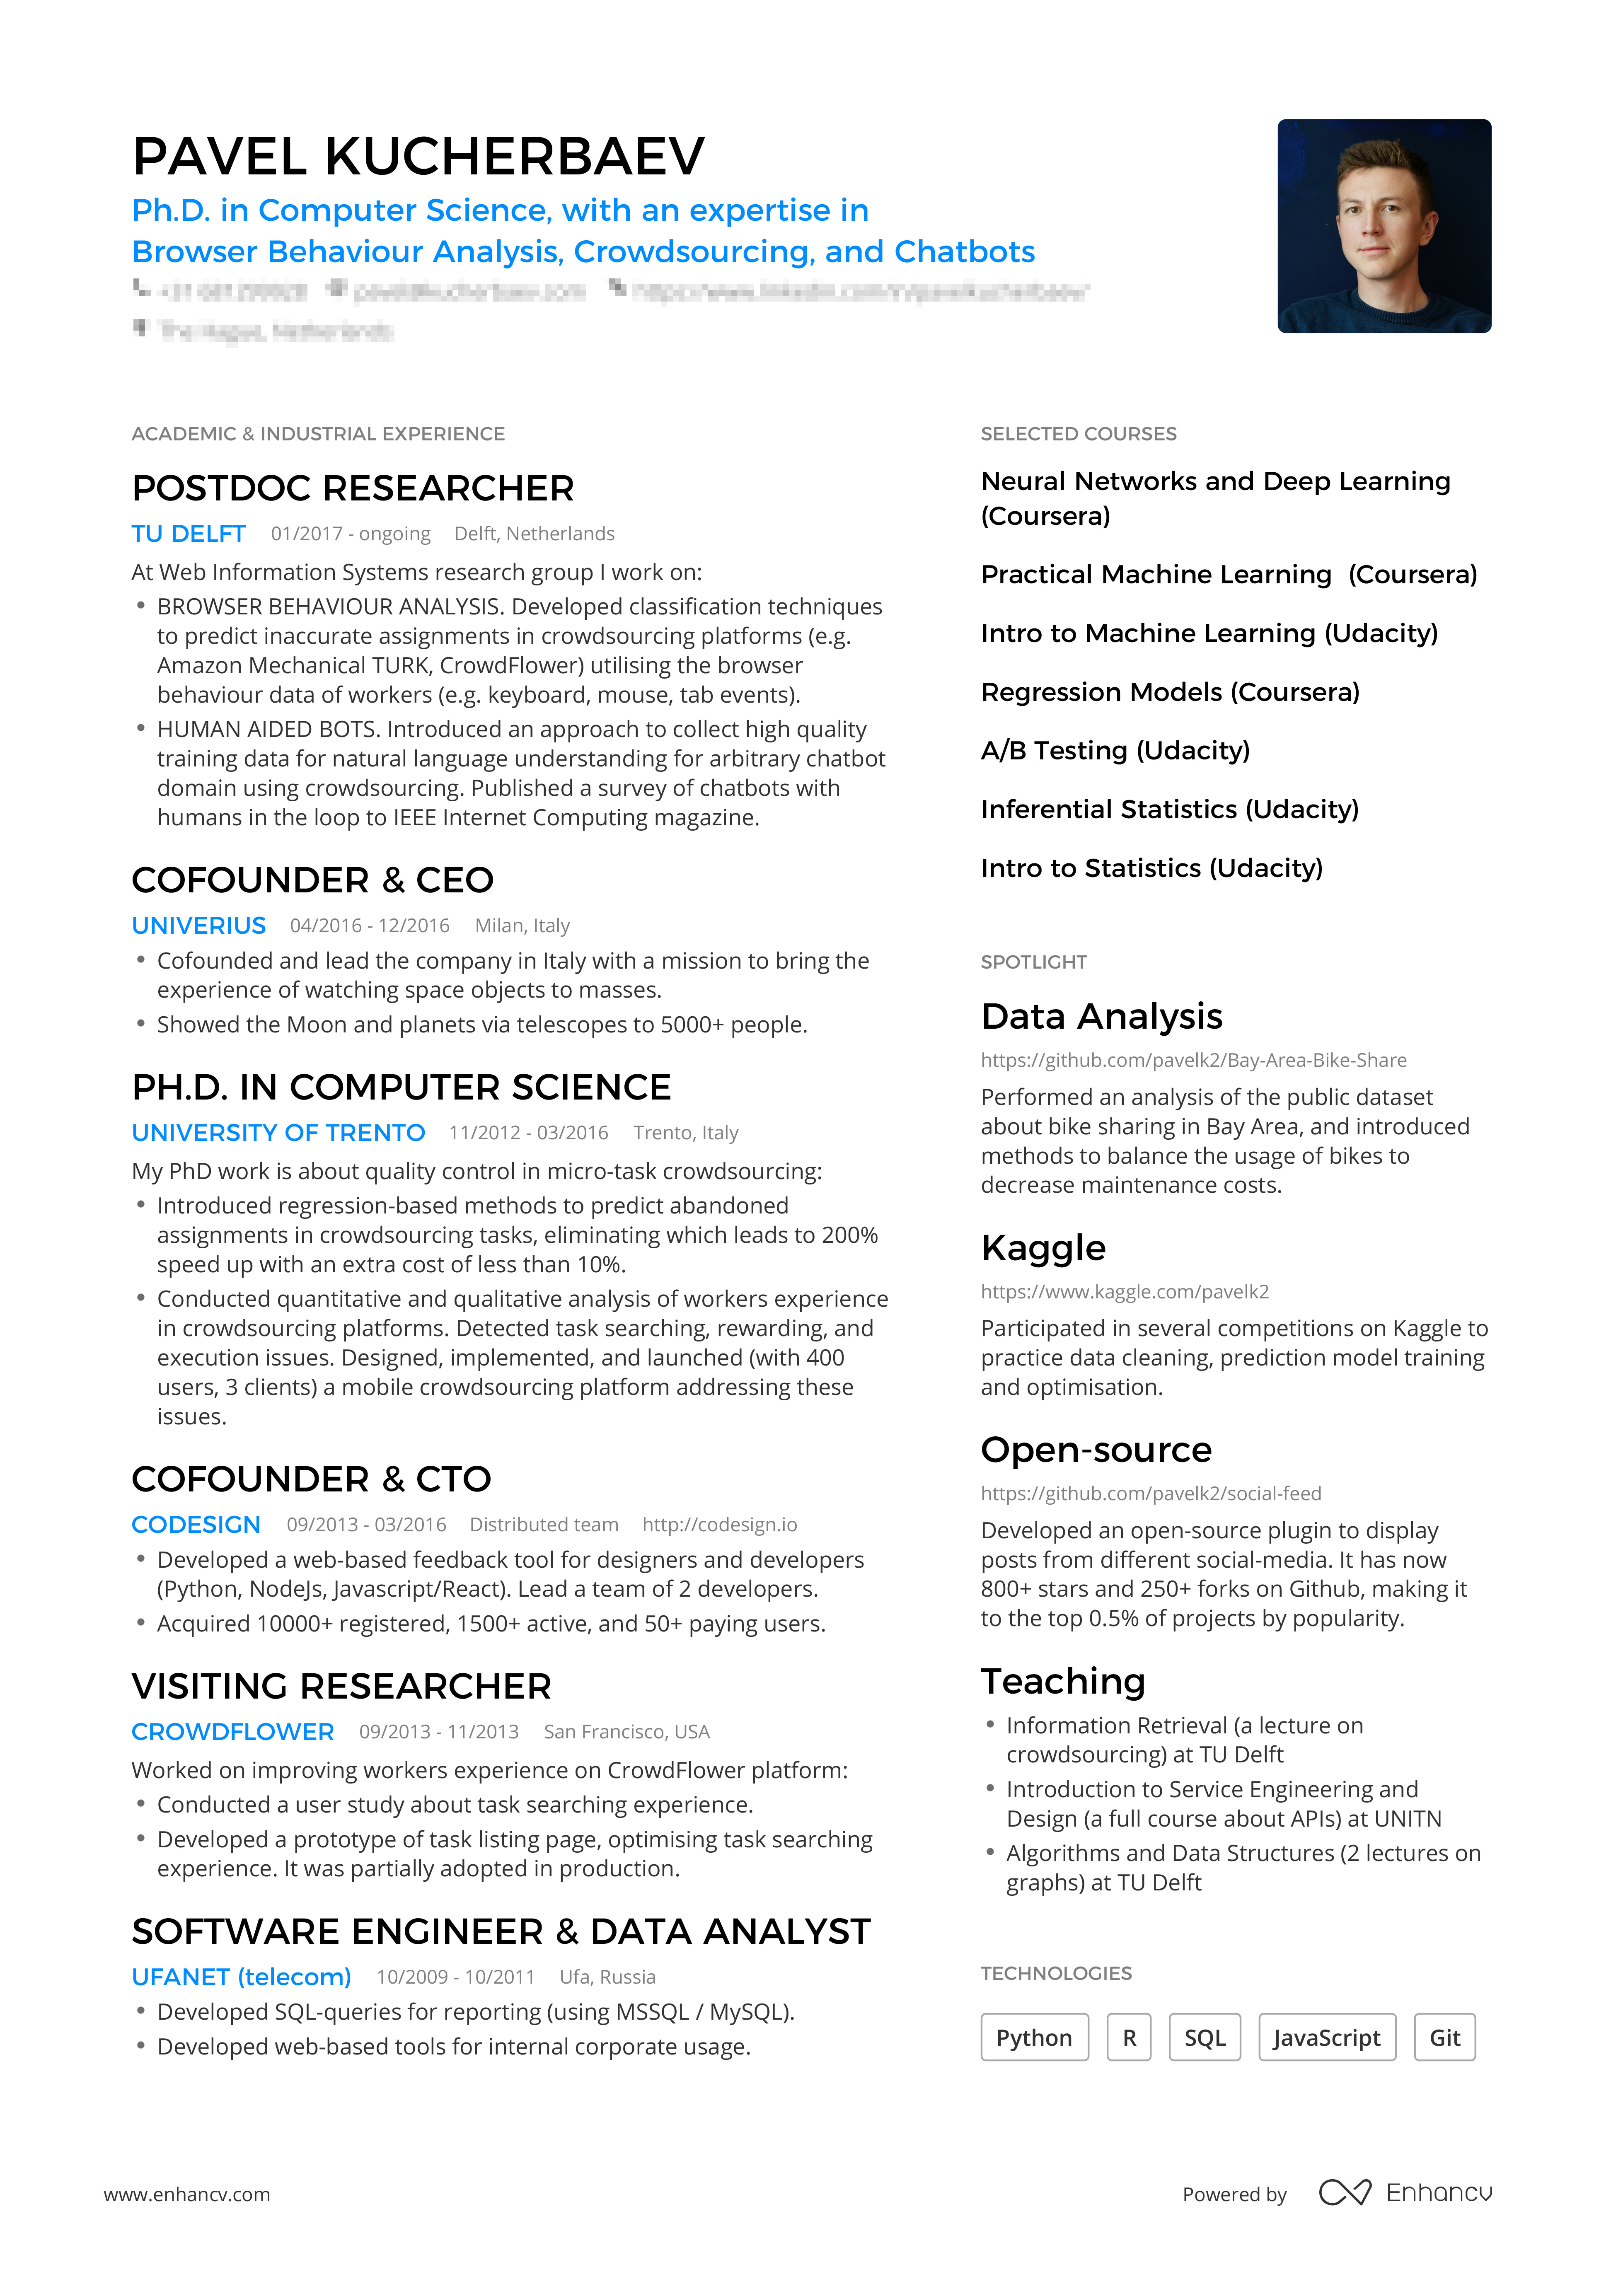 PAVEL KUCHERBAEV
Ph.D. in Computer Science, with an expertise in
Browser Behaviour Analysis, Crowdsourcing, and Chatbots
ACADEMIC & INDUSTRIAL EXPERIENCE
POSTDOC RESEARCHER
TU DELFT 01/2017 - ongoing Delft, Netherlands
At Web Information Systems research group I work on:
• BROWSER BEHAVIOUR ANALYSIS. Developed classification techniques
to predict inaccurate assignments in crowdsourcing platforms (e.g.
Amazon Mechanical TURK, CrowdFlower) utilising the browser
behaviour data of workers (e.g. keyboard, mouse, tab events).
• HUMAN AIDED BOTS. Introduced an approach to collect high quality
training data for natural language understanding for arbitrary chatbot
domain using crowdsourcing. Published a survey of chatbots with
humans in the loop to IEEE Internet Computing magazine.
COFOUNDER & CEO
UNIVERIUS 04/2016 - 12/2016 Milan, Italy
• Cofounded and lead the company in Italy with a mission to bring the
experience of watching space objects to masses.
• Showed the Moon and planets via telescopes to 5000+ people.
PH.D. IN COMPUTER SCIENCE
UNIVERSITY OF TRENTO 11/2012 - 03/2016 Trento, Italy
My PhD work is about quality control in micro-task crowdsourcing:
• Introduced regression-based methods to predict abandoned
assignments in crowdsourcing tasks, eliminating which leads to 200%
speed up with an extra cost of less than 10%.
• Conducted quantitative and qualitative analysis of workers experience
in crowdsourcing platforms. Detected task searching, rewarding, and
execution issues. Designed, implemented, and launched (with 400
users, 3 clients) a mobile crowdsourcing platform addressing these
issues.
COFOUNDER & CTO
CODESIGN 09/2013 - 03/2016 Distributed team http://codesign.io
• Developed a web-based feedback tool for designers and developers
(Python, NodeJs, Javascript/React). Lead a team of 2 developers.
• Acquired 10000+ registered, 1500+ active, and 50+ paying users.
VISITING RESEARCHER
CROWDFLOWER 09/2013 - 11/2013 San Francisco, USA
Worked on improving workers experience on CrowdFlower platform:
• Conducted a user study about task searching experience.
• Developed a prototype of task listing page, optimising task searching
experience. It was partially adopted in production.
SOFTWARE ENGINEER & DATA ANALYST
UFANET (telecom) 10/2009 - 10/2011 Ufa, Russia
• Developed SQL-queries for reporting (using MSSQL / MySQL).
• Developed web-based tools for internal corporate usage.
SELECTED COURSES
Neural Networks and Deep Learning
(Coursera)
Practical Machine Learning (Coursera)
Intro to Machine Learning (Udacity)
Regression Models (Coursera)
A/B Testing (Udacity)
Inferential Statistics (Udacity)
Intro to Statistics (Udacity)
SPOTLIGHT
Data Analysis
https://github.com/pavelk2/Bay-Area-Bike-Share
Performed an analysis of the public dataset
about bike sharing in Bay Area, and introduced
methods to balance the usage of bikes to
decrease maintenance costs.
Kaggle
https://www.kaggle.com/pavelk2
Participated in several competitions on Kaggle to
practice data cleaning, prediction model training
and optimisation.
Open-source
https://github.com/pavelk2/social-feed
Developed an open-source plugin to display
posts from different social-media. It has now
800+ stars and 250+ forks on Github, making it
to the top 0.5% of projects by popularity.
Teaching
• Information Retrieval (a lecture on
crowdsourcing) at TU Delft
• Introduction to Service Engineering and
Design (a full course about APIs) at UNITN
• Algorithms and Data Structures (2 lectures on
graphs) at TU Delft
TECHNOLOGIES
Python R SQL JavaScript Git
www.enhancv.com
Powered by Enhancv